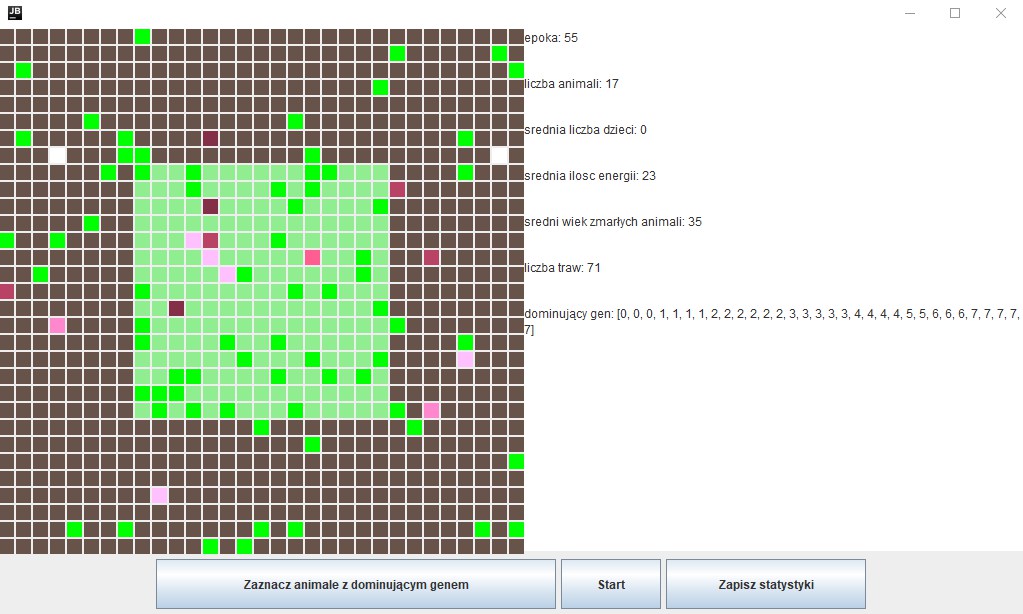 JB
epoka: 55
liczba animali: 17
srednia liczba dzieci: 0
srednia ilosc energii: 23
sredni wiek zmarłych animali: 35
liczba traw: 71
dominujący gen: [0, 0, 0, 1, 1, 1, 1, 2, 2, 2, 2, 2, 2, 3, 3, 3, 3, 3, 4, 4, 4, 4, 5, 5, 6, 6, 6, 7, 7, 7, 7,
7]
Zaznacz animale z dominującym genem
Start
Zapisz statystyki